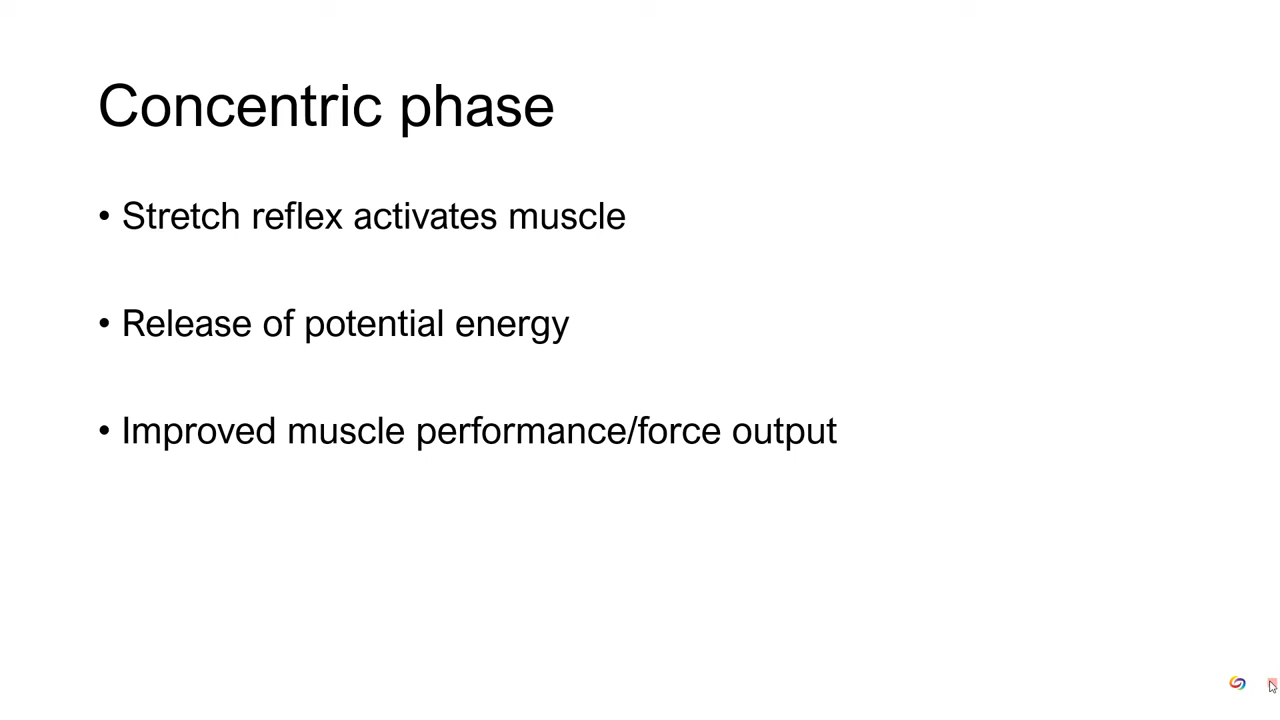 Concentric phase
• Stretch reflex activates muscle
• Release of potential energy
• Improved muscle performance/force output